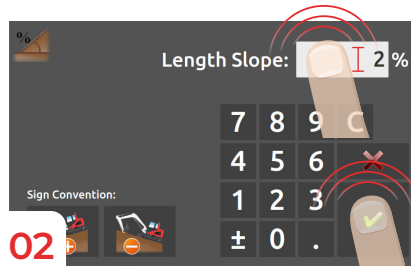 %
Length Slope: 2 %
7 8 9 C
4 5 6
Sign Convention:
1 2 3
± 0 .
02